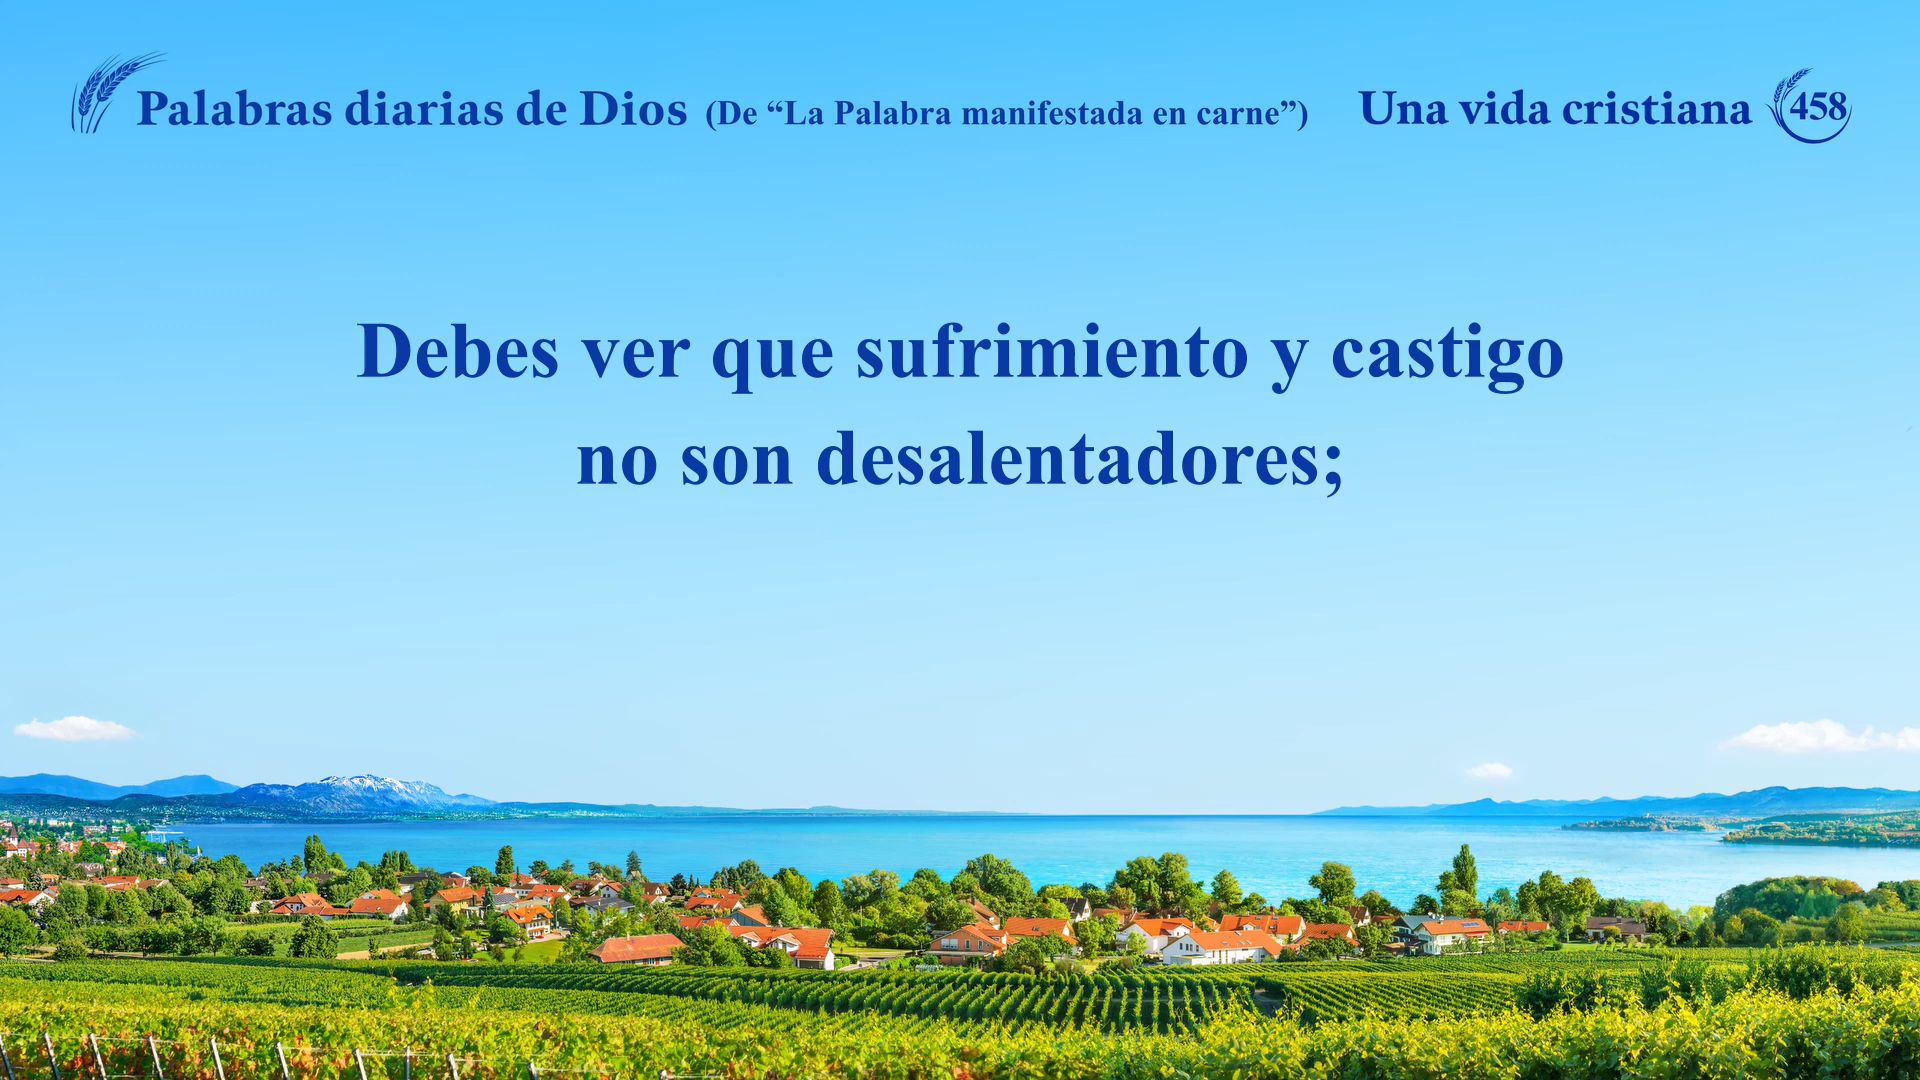 Palabras diarias de Dios (De “La Palabra manifestada en carne”) Una vida cristiana 458
Debes ver que sufrimiento y castigo
no son desalentadores;